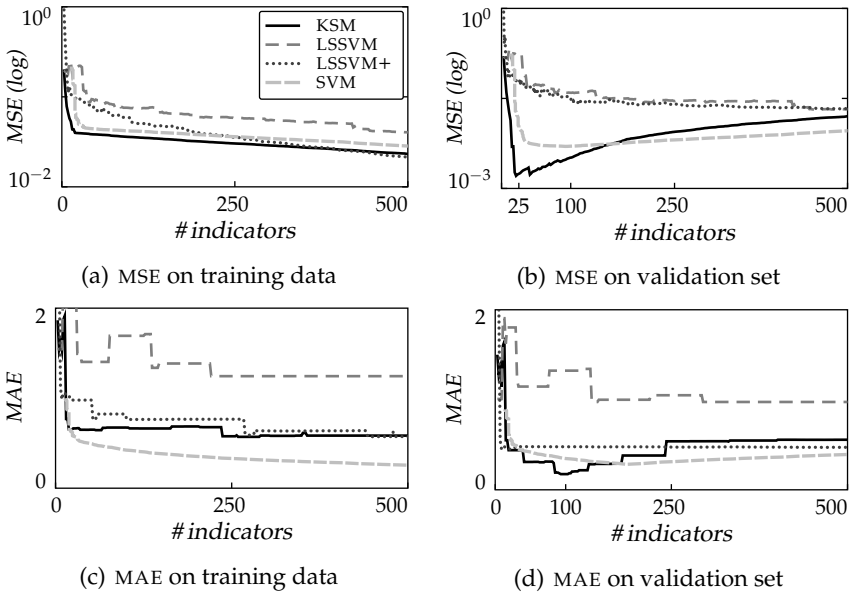 10^0
MSE (log)
10^-2
0
250
500
# indicators
KSM
LSSVM
LSSVM+
SVM
(a) MSE on training data
10^0
MSE (log)
10^-3
25
100
250
500
# indicators
(b) MSE on validation set
2
MAE
0
0
250
500
# indicators
(c) MAE on training data
2
MAE
0
0
100
250
500
# indicators
(d) MAE on validation set